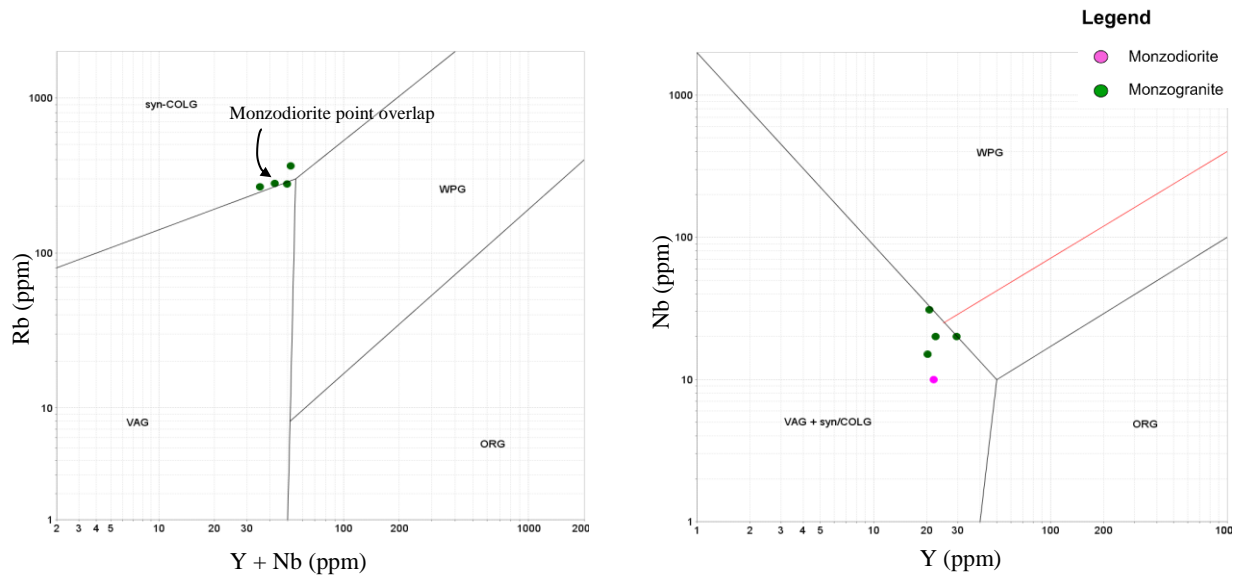 Legend
Monzodiorite
Monzogranite
1000
100
10
1
Rb (ppm)
syn-COLG
Monzodiorite point overlap
WPG
VAG
ORG
2 3 4 5 10 20 30 100 200 1000 200
Y + Nb (ppm)
1000
100
10
1
Nb (ppm)
WPG
VAG + syn/COLG
ORG
1 2 3 4 5 10 20 30 100 200 100
Y (ppm)